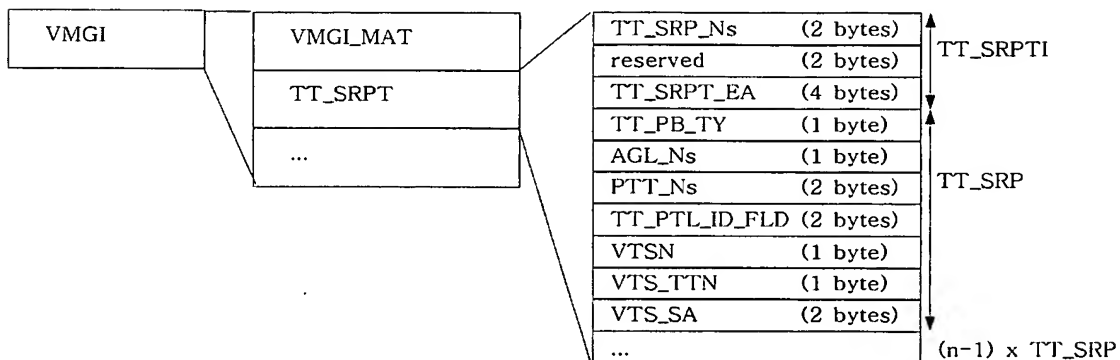 VMGI
VMGI_MAT
TT_SRPT
...
TT_SRP_Ns (2 bytes)
reserved (2 bytes)
TT_SRPT_EA (4 bytes)
TT_SRPTI
TT_PB_TY (1 byte)
AGL_Ns (1 byte)
PTT_Ns (2 bytes)
TT_PTL_ID_FLD (2 bytes)
VTSN (1 byte)
VTS_TTN (1 byte)
VTS_SA (2 bytes)
TT_SRP
...
(n-1) x TT_SRP